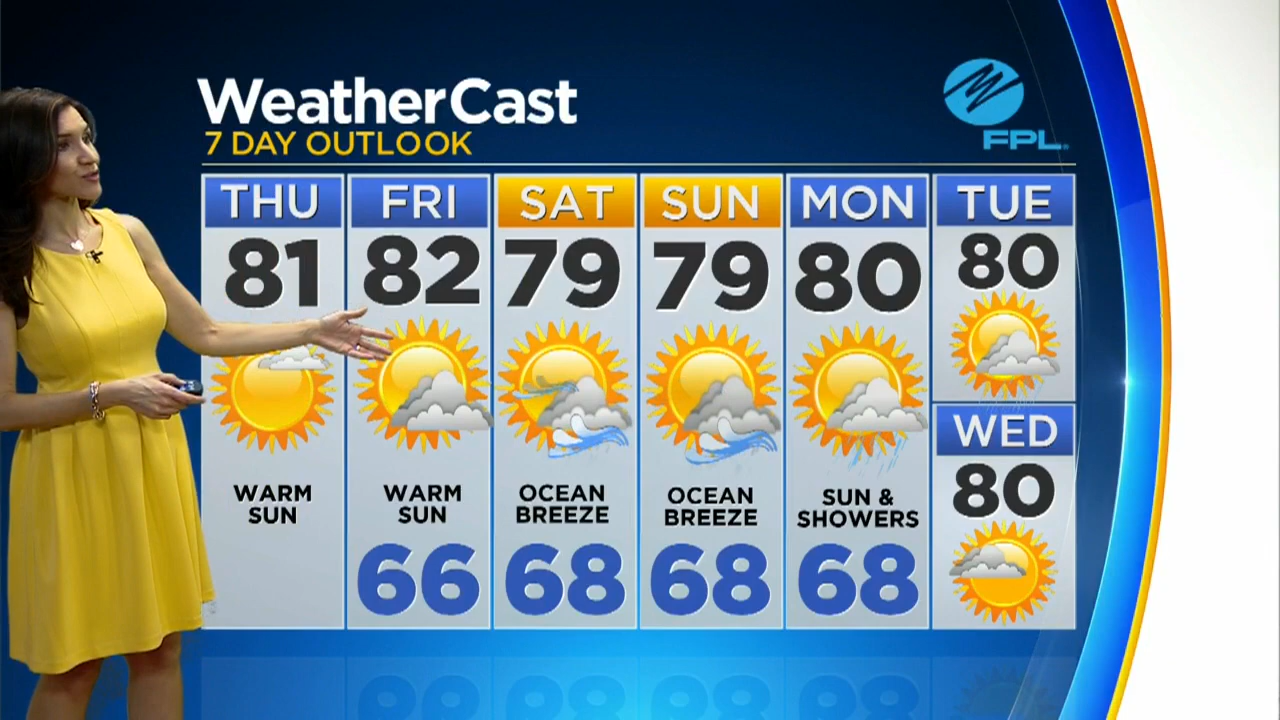 WeatherCast
7 DAY OUTLOOK
FPL.
THU
81
WARM
SUN
FRI
82
WARM
SUN
66
SAT
79
OCEAN
BREEZE
68
SUN
79
OCEAN
BREEZE
68
MON
80
SUN &
SHOWERS
68
TUE
80
WED
80